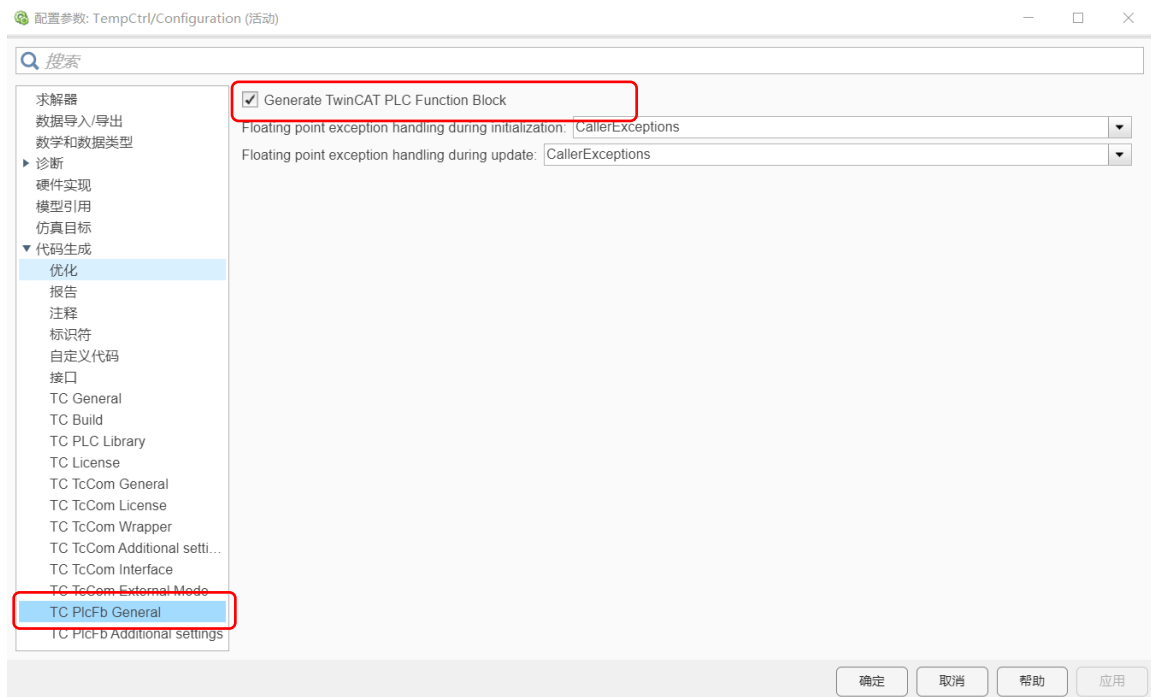 配置参数: TempCtrl/Configuration (活动)
搜索
求解器
数据导入/导出
数学和数据类型
诊断
硬件实现
模型引用
仿真目标
代码生成
优化
报告
注释
标识符
自定义代码
接口
TC General
TC Build
TC PLC Library
TC License
TC TcCom General
TC TcCom License
TC TcCom Wrapper
TC TcCom Additional setti...
TC TcCom Interface
TC TcCom External Mode
TC PlcFb General
TC PlcFb Additional settings
Generate TwinCAT PLC Function Block
Floating point exception handling during initialization: CallerExceptions
Floating point exception handling during update: CallerExceptions
确定 取消 帮助 应用